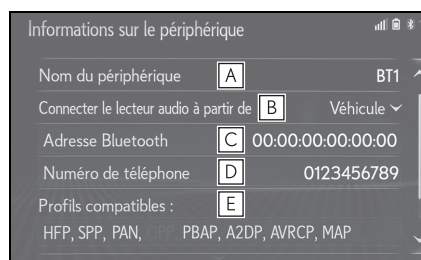 Informations sur le périphérique
Nom du périphérique A BT1
Connecter le lecteur audio à partir de B Véhicule
Adresse Bluetooth C 00:00:00:00:00:00
Numéro de téléphone D 0123456789
Profils compatibles : E
HFP, SPP, PAN, OPP, PBAP, A2DP, AVRCP, MAP